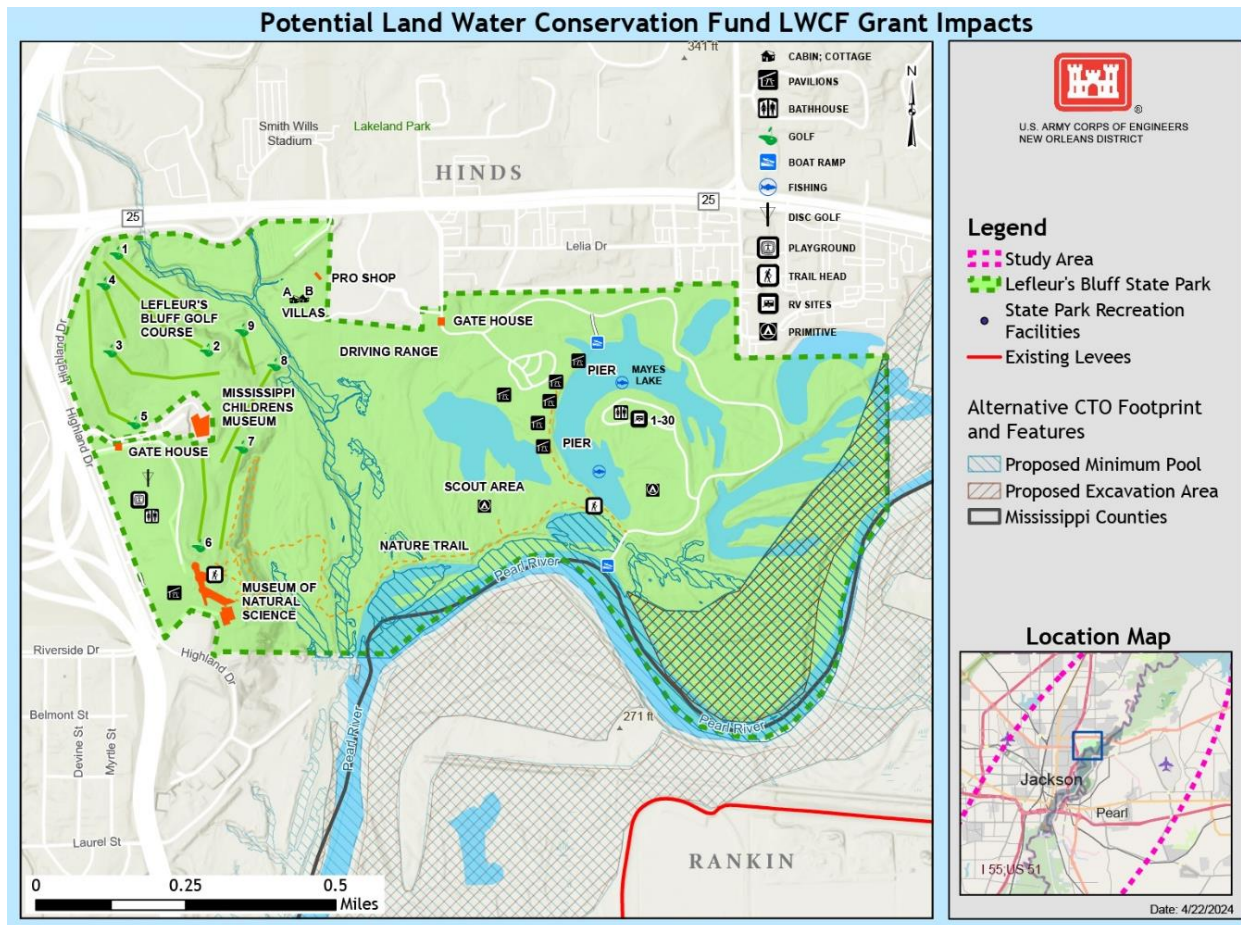 Potential Land Water Conservation Fund LWCF Grant Impacts
341 ft
CABIN; COTTAGE
PAVILIONS
BATHHOUSE
GOLF
BOAT RAMP
FISHING
DISC GOLF
PLAYGROUND
TRAIL HEAD
RV SITES
PRIMITIVE
N
Smith Wills
Stadium
Lakeland Park
HINDS
25
25
Lelia Dr
1
4
LEFLEUR'S
BLUFF GOLF
COURSE
3
2
9
8
5
7
6
A
B
VILLAS
PRO SHOP
GATE HOUSE
DRIVING RANGE
MISSISSIPPI
CHILDRENS
MUSEUM
GATE HOUSE
PIER
MAYES
LAKE
1-30
PIER
SCOUT AREA
NATURE TRAIL
MUSEUM OF
NATURAL
SCIENCE
Highland Dr
Highland Dr
Highland Dr
Riverside Dr
Belmont St
Devine St
Myrtle St
Laurel St
Pearl River
Pearl River
Pearl River
271 ft
RANKIN
0
0.25
0.5
Miles
®
U.S. ARMY CORPS OF ENGINEERS
NEW ORLEANS DISTRICT
Legend
Study Area
Lefleur's Bluff State Park
State Park Recreation
Facilities
Existing Levees
Alternative CTO Footprint
and Features
Proposed Minimum Pool
Proposed Excavation Area
Mississippi Counties
Location Map
Jackson
Pearl
I 55;US 51
Date: 4/22/2024